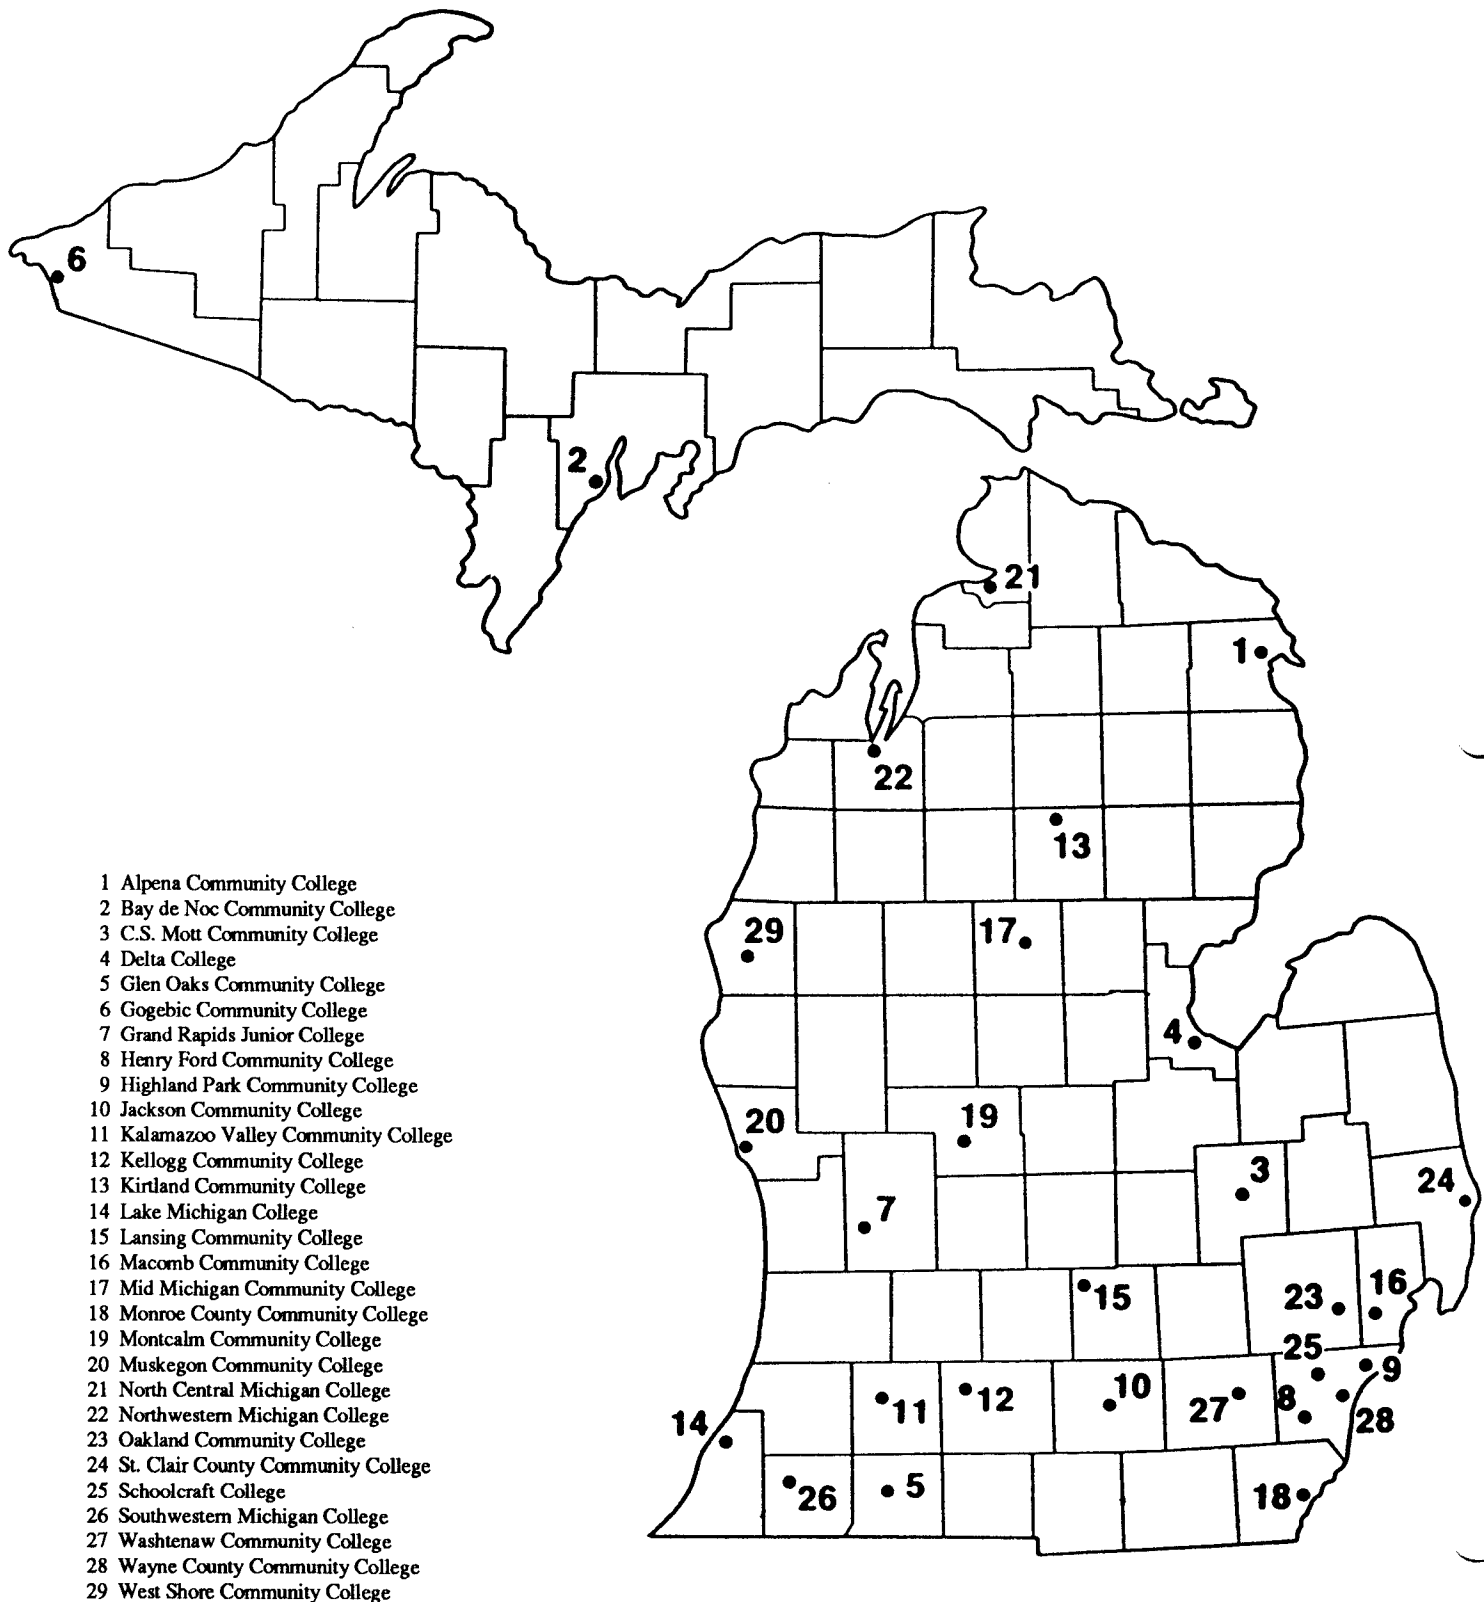 6
2
21
1
22
13
29
17
4
20
19
3
24
7
15
23
16
25
9
11
12
10
27
8
28
14
26
5
18
1 Alpena Community College
2 Bay de Noc Community College
3 C.S. Mott Community College
4 Delta College
5 Glen Oaks Community College
6 Gogebic Community College
7 Grand Rapids Junior College
8 Henry Ford Community College
9 Highland Park Community College
10 Jackson Community College
11 Kalamazoo Valley Community College
12 Kellogg Community College
13 Kirtland Community College
14 Lake Michigan College
15 Lansing Community College
16 Macomb Community College
17 Mid Michigan Community College
18 Monroe County Community College
19 Montcalm Community College
20 Muskegon Community College
21 North Central Michigan College
22 Northwestern Michigan College
23 Oakland Community College
24 St. Clair County Community College
25 Schoolcraft College
26 Southwestern Michigan College
27 Washtenaw Community College
28 Wayne County Community College
29 West Shore Community College